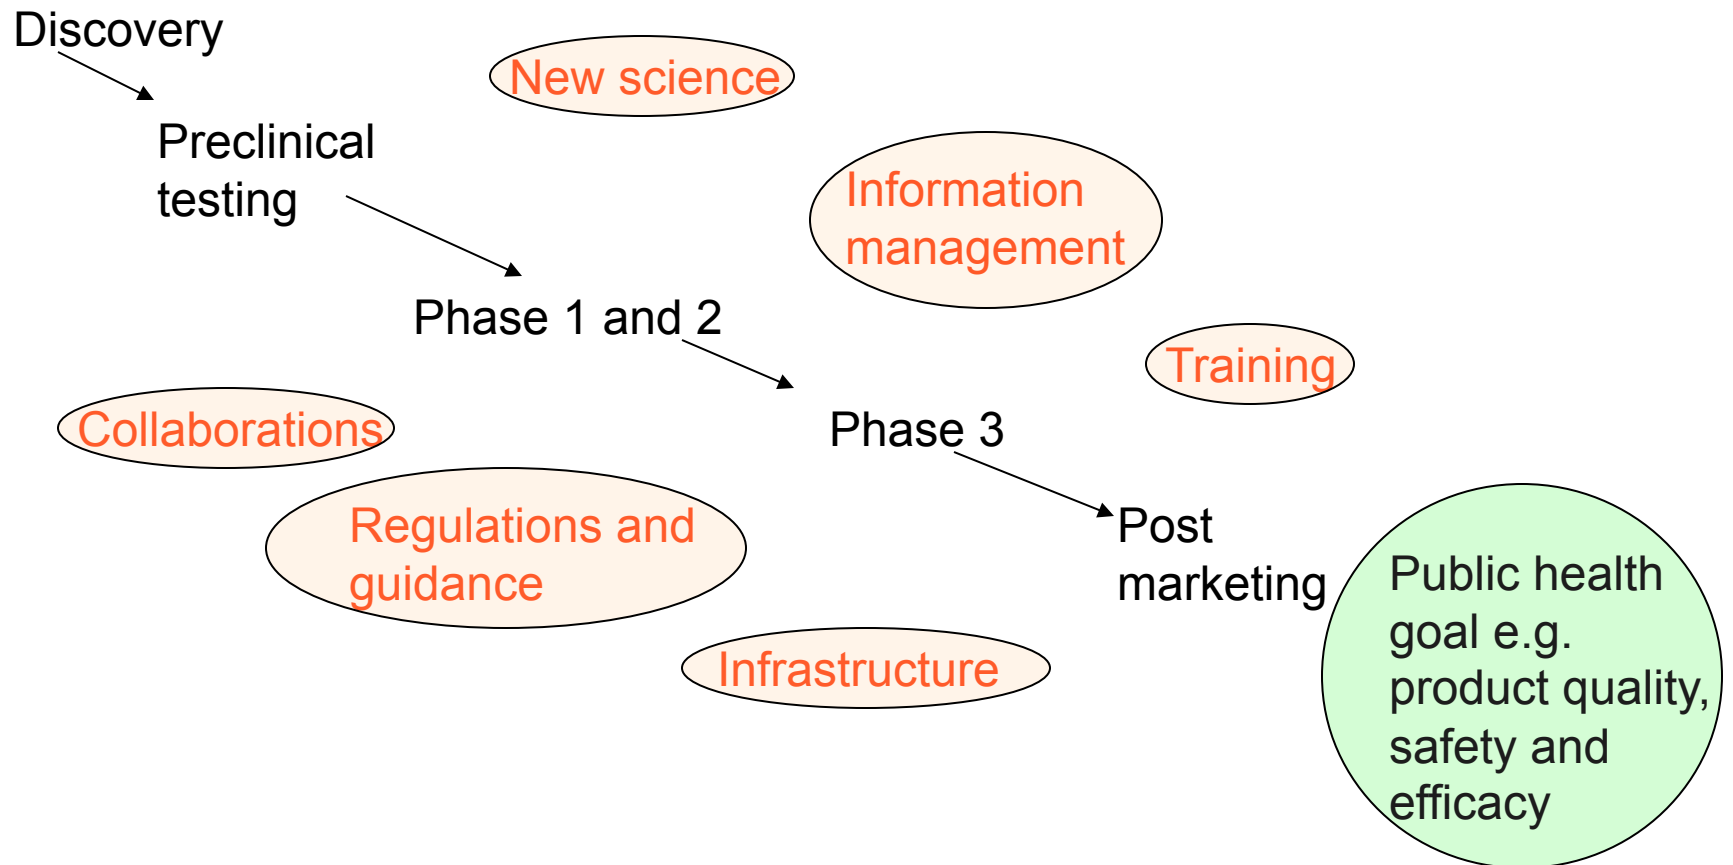 Discovery
New science
Preclinical
testing
Information
management
Phase 1 and 2
Training
Collaborations
Phase 3
Regulations and
guidance
Post
marketing
Public health
goal e.g.
product quality,
safety and
efficacy
Infrastructure